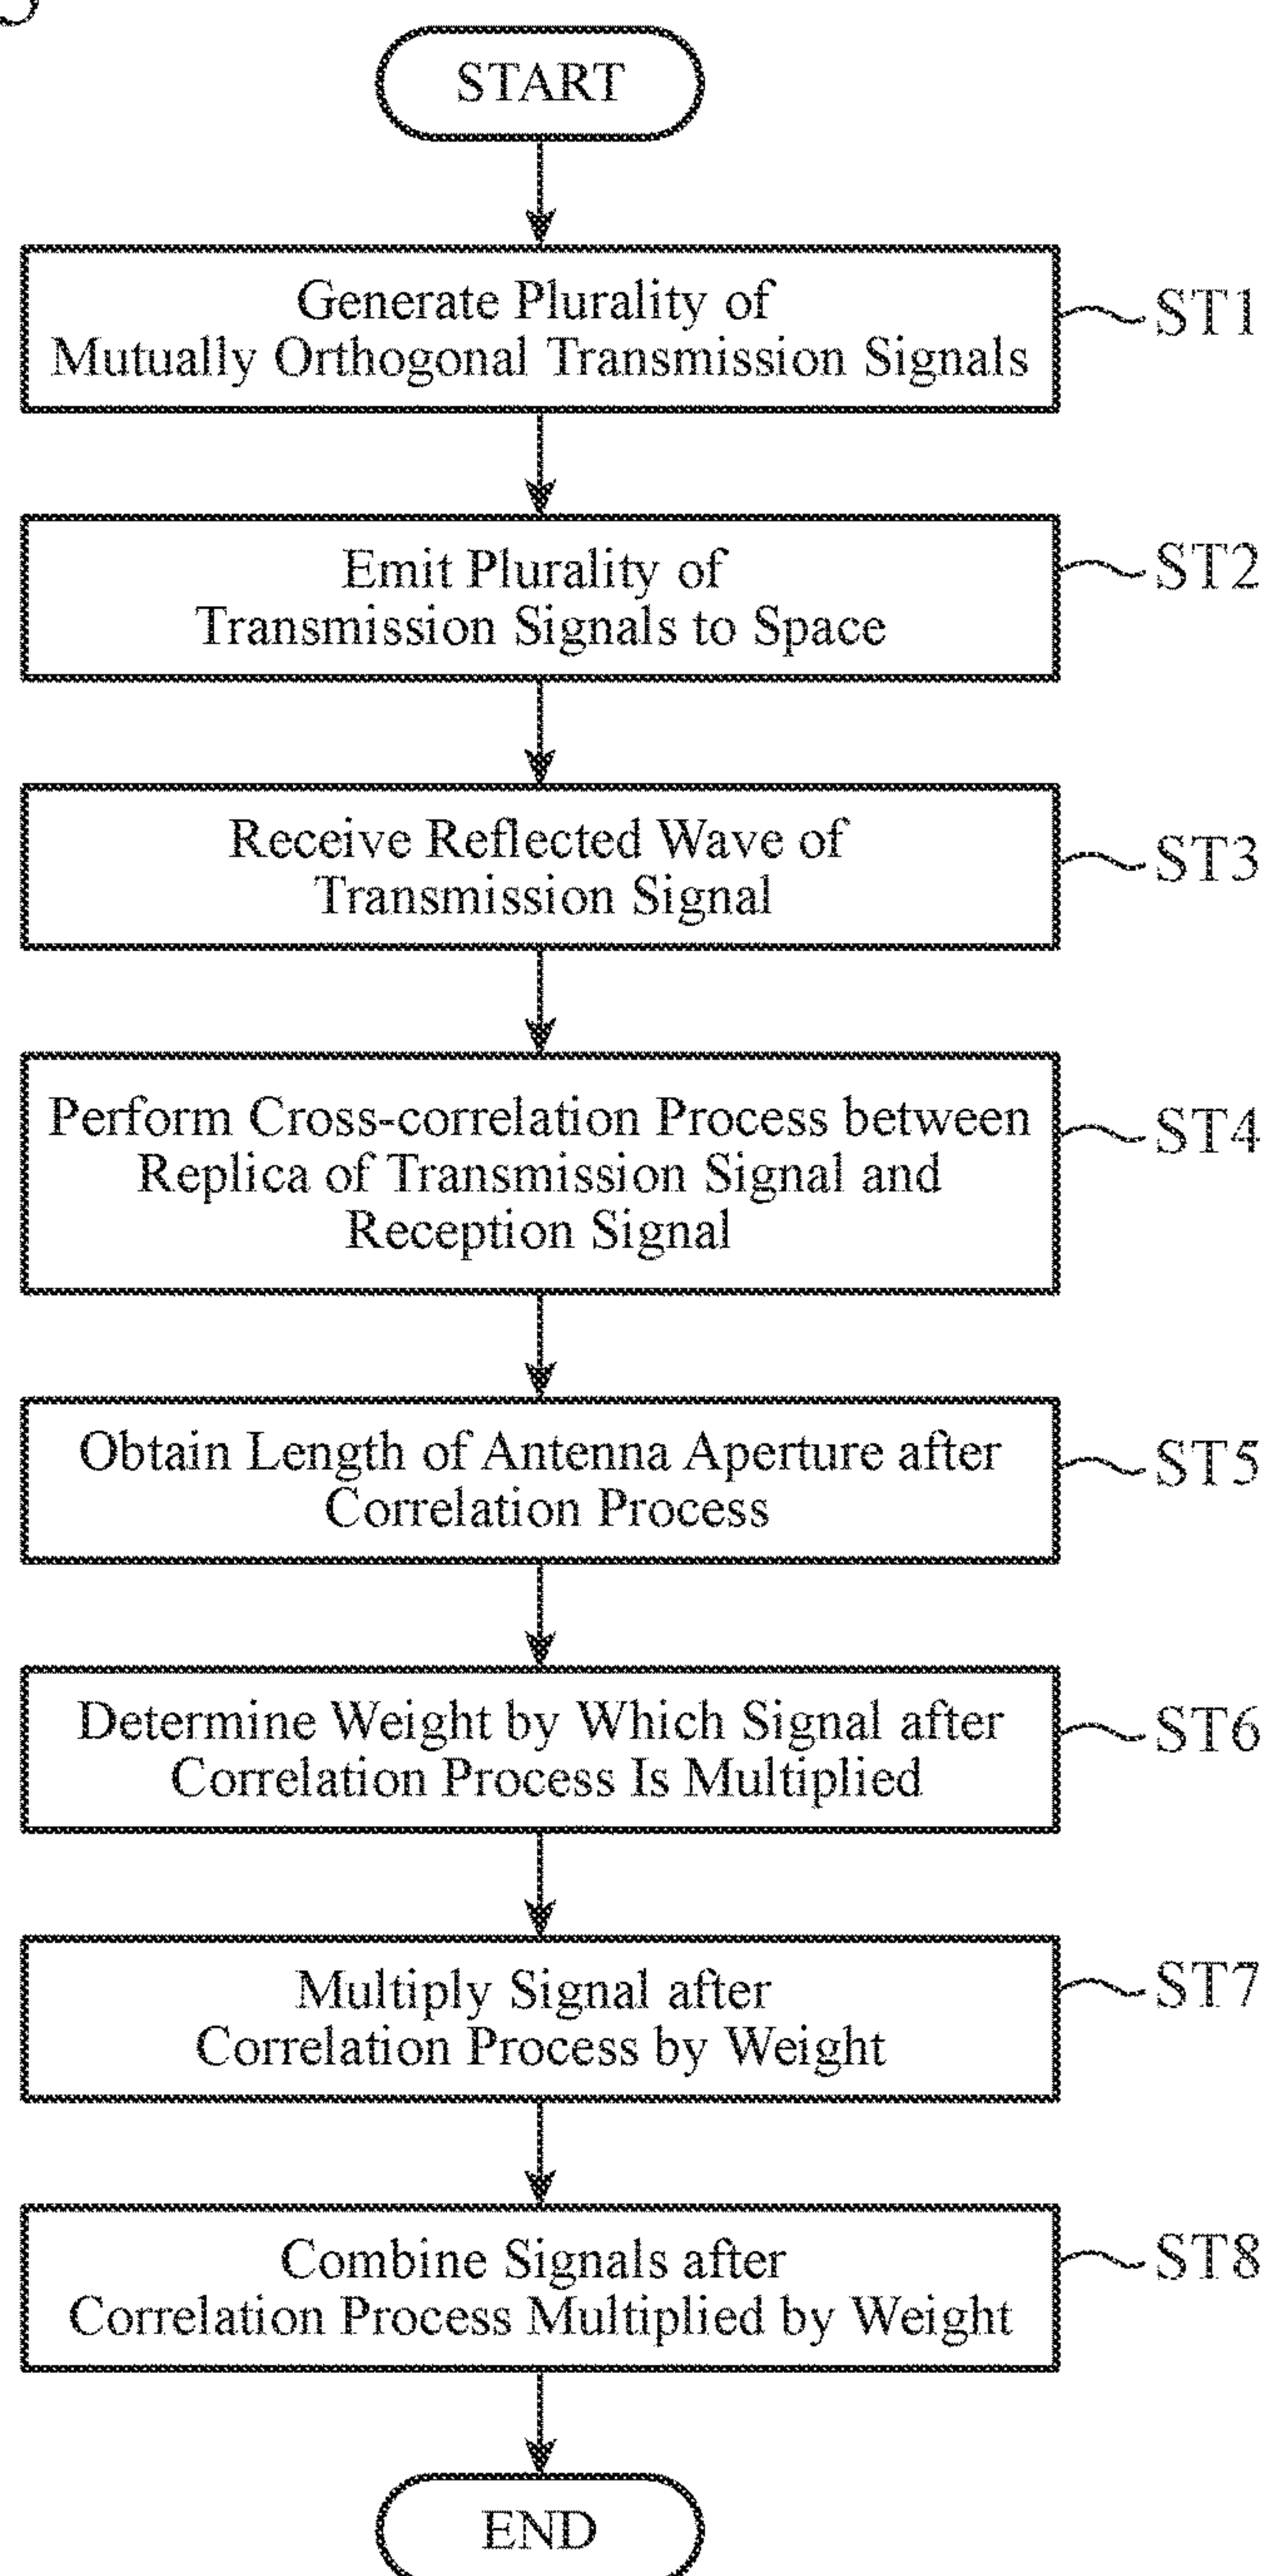 START
Generate Plurality of
Mutually Orthogonal Transmission Signals
ST1
Emit Plurality of
Transmission Signals to Space
ST2
Receive Reflected Wave of
Transmission Signal
ST3
Perform Cross-correlation Process between
Replica of Transmission Signal and
Reception Signal
ST4
Obtain Length of Antenna Aperture after
Correlation Process
ST5
Determine Weight by Which Signal after
Correlation Process Is Multiplied
ST6
Multiply Signal after
Correlation Process by Weight
ST7
Combine Signals after
Correlation Process Multiplied by Weight
ST8
END